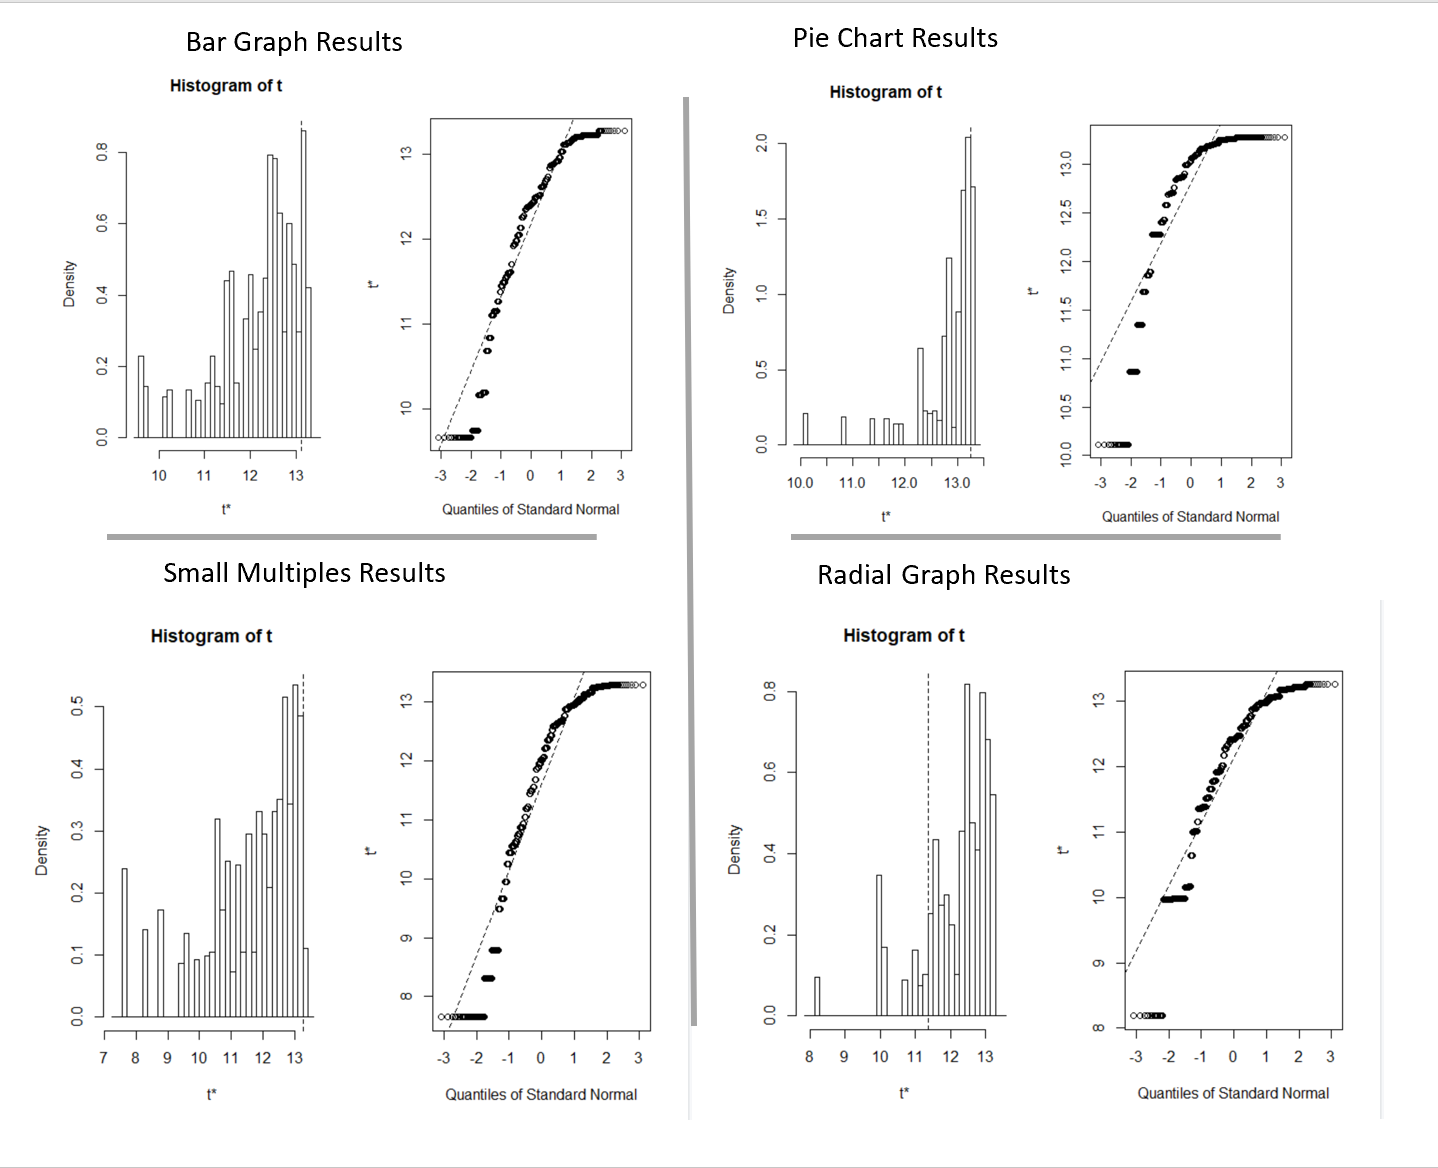 Bar Graph Results
Histogram of t
Density
0.0 0.2 0.4 0.6 0.8
10 11 12 13
t*
t*
10 11 12 13
-3 -2 -1 0 1 2 3
Quantiles of Standard Normal
Pie Chart Results
Histogram of t
Density
0.0 0.5 1.0 1.5 2.0
10.0 11.0 12.0 13.0
t*
t*
10.0 10.5 11.0 11.5 12.0 12.5 13.0
-3 -2 -1 0 1 2 3
Quantiles of Standard Normal
Small Multiples Results
Histogram of t
Density
0.0 0.1 0.2 0.3 0.4 0.5
7 8 9 10 11 12 13
t*
t*
8 9 10 11 12 13
-3 -2 -1 0 1 2 3
Quantiles of Standard Normal
Radial Graph Results
Histogram of t
Density
0.0 0.2 0.4 0.6 0.8
8 9 10 11 12 13
t*
t*
8 9 10 11 12 13
-3 -2 -1 0 1 2 3
Quantiles of Standard Normal